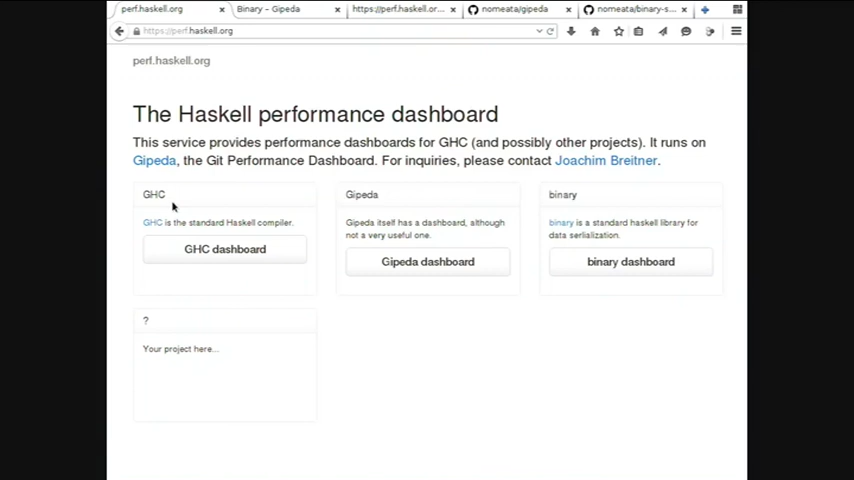 perf.haskell.org
Binary - Gipeda
https://perf.haskell.or...
nomeata/gipeda
nomeata/binary-s...
https://perf.haskell.org
perf.haskell.org
The Haskell performance dashboard
This service provides performance dashboards for GHC (and possibly other projects). It runs on
Gipeda, the Git Performance Dashboard. For inquiries, please contact Joachim Breitner.
GHC
GHC is the standard Haskell compiler.
GHC dashboard
Gipeda
Gipeda itself has a dashboard, although
not a very useful one.
Gipeda dashboard
binary
binary is a standard haskell library for
data serlialization.
binary dashboard
?
Your project here...